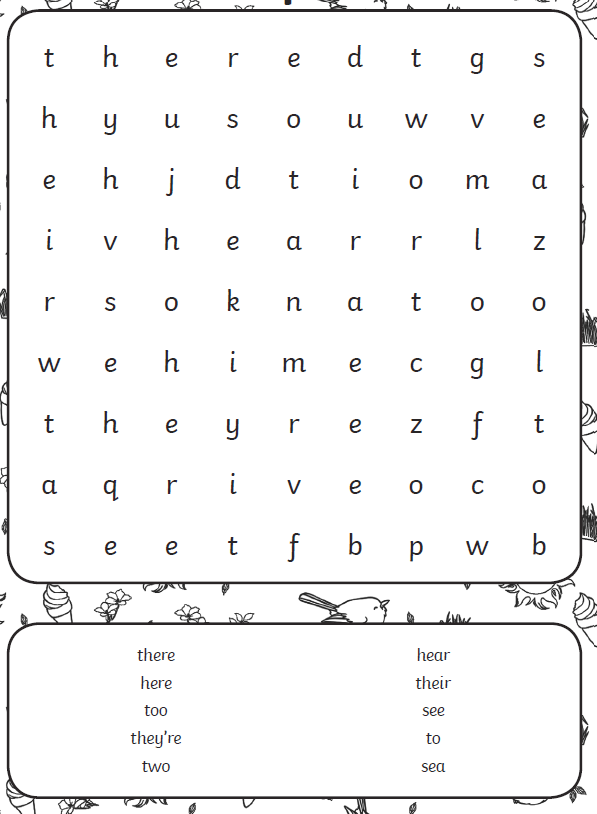 t h e r e d t g s
h y u s o u w v e
e h j d t i o m a
i v h e a r r l z
r s o k n a t o o
w e h i m e c g l
t h e y r e z f t
a q r i v e o c o
s e e t f b p w b
there hear
here their
too see
they're to
two sea